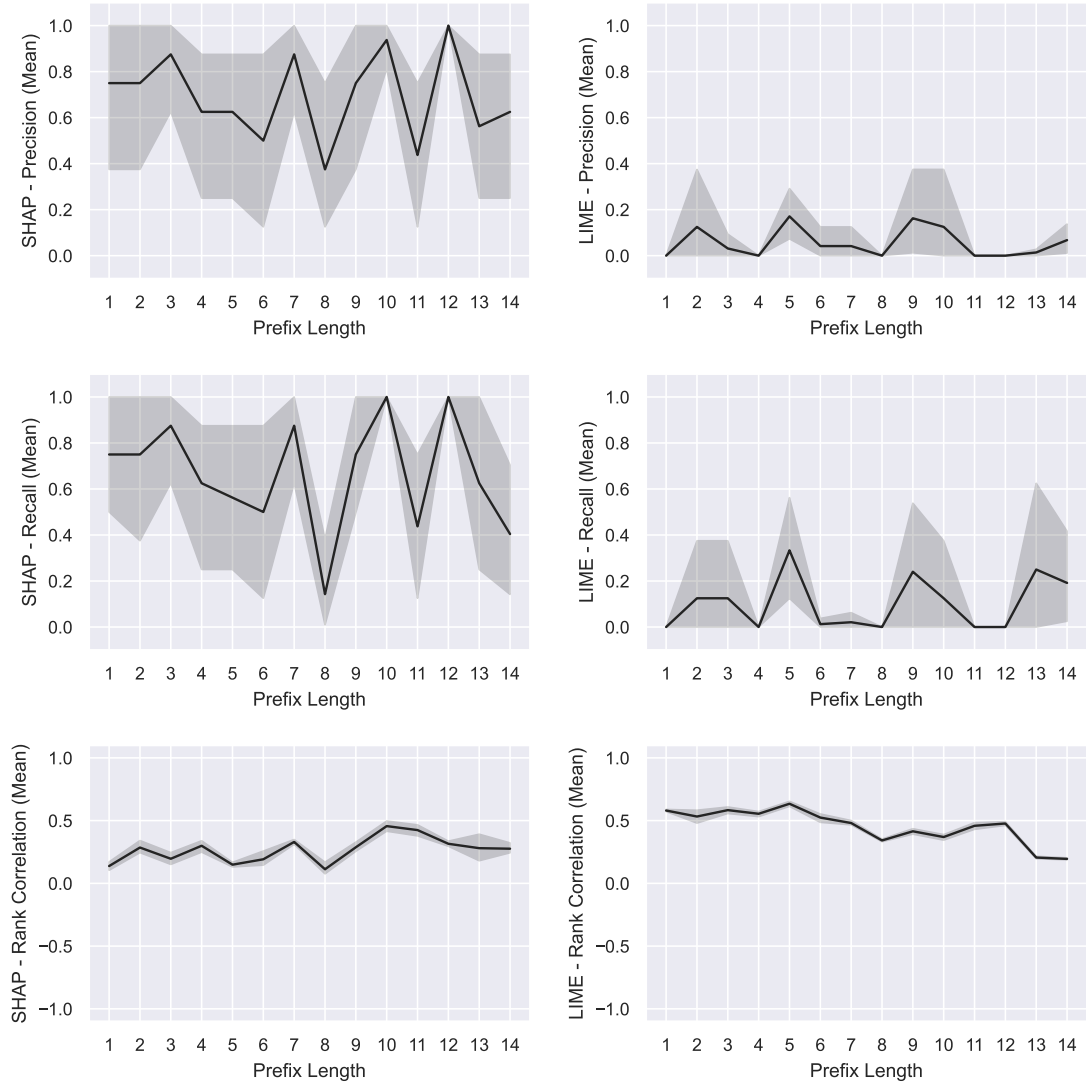 SHAP - Precision (Mean)
1.0
0.8
0.6
0.4
0.2
0.0
1 2 3 4 5 6 7 8 9 10 11 12 13 14
Prefix Length
LIME - Precision (Mean)
1.0
0.8
0.6
0.4
0.2
0.0
1 2 3 4 5 6 7 8 9 10 11 12 13 14
Prefix Length
SHAP - Recall (Mean)
1.0
0.8
0.6
0.4
0.2
0.0
1 2 3 4 5 6 7 8 9 10 11 12 13 14
Prefix Length
LIME - Recall (Mean)
1.0
0.8
0.6
0.4
0.2
0.0
1 2 3 4 5 6 7 8 9 10 11 12 13 14
Prefix Length
SHAP - Rank Correlation (Mean)
1.0
0.5
0.0
−0.5
−1.0
1 2 3 4 5 6 7 8 9 10 11 12 13 14
Prefix Length
LIME - Rank Correlation (Mean)
1.0
0.5
0.0
−0.5
−1.0
1 2 3 4 5 6 7 8 9 10 11 12 13 14
Prefix Length